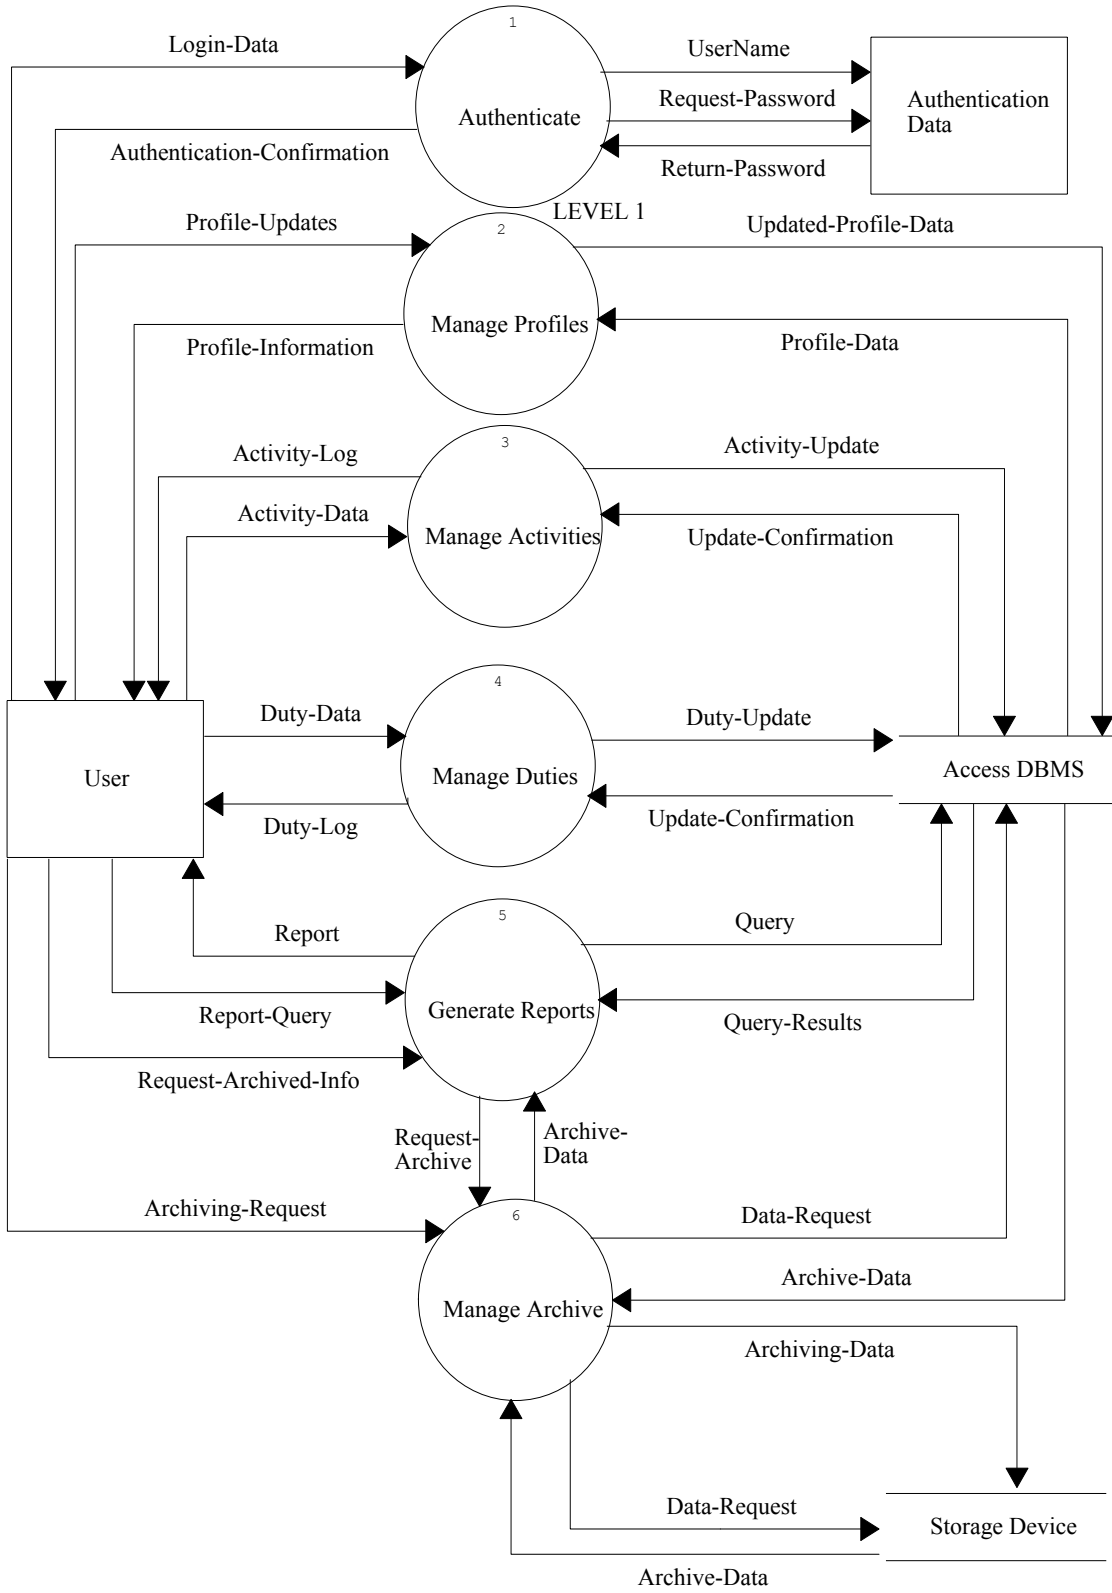 1
Login-Data
UserName
Authentication
Data
Request-Password
Authenticate
Authentication-Confirmation
Return-Password
LEVEL 1
Profile-Updates
2
Updated-Profile-Data
Manage Profiles
Profile-Information
Profile-Data
3
Activity-Log
Activity-Update
Activity-Data
Manage Activities
Update-Confirmation
4
Duty-Data
Duty-Update
User
Manage Duties
Access DBMS
Duty-Log
Update-Confirmation
5
Report
Query
Generate Reports
Report-Query
Query-Results
Request-Archived-Info
Request-
Archive
Archive-
Data
Archiving-Request
6
Data-Request
Archive-Data
Manage Archive
Archiving-Data
Data-Request
Storage Device
Archive-Data